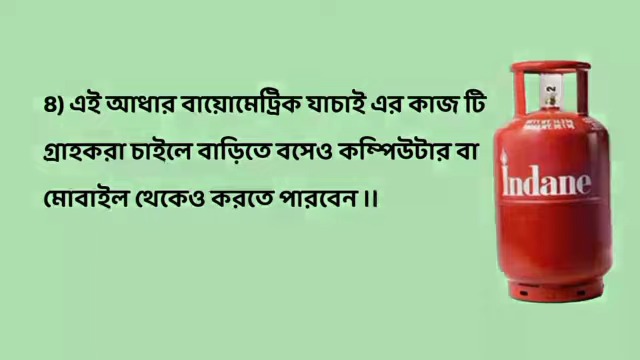 ৪) এই আধার বায়োমেট্রিক যাচাই এর কাজ টি
গ্রাহকরা চাইলে বাড়িতে বসেও কম্পিউটার বা
মোবাইল থেকেও করতে পারবেন ।।
Indane